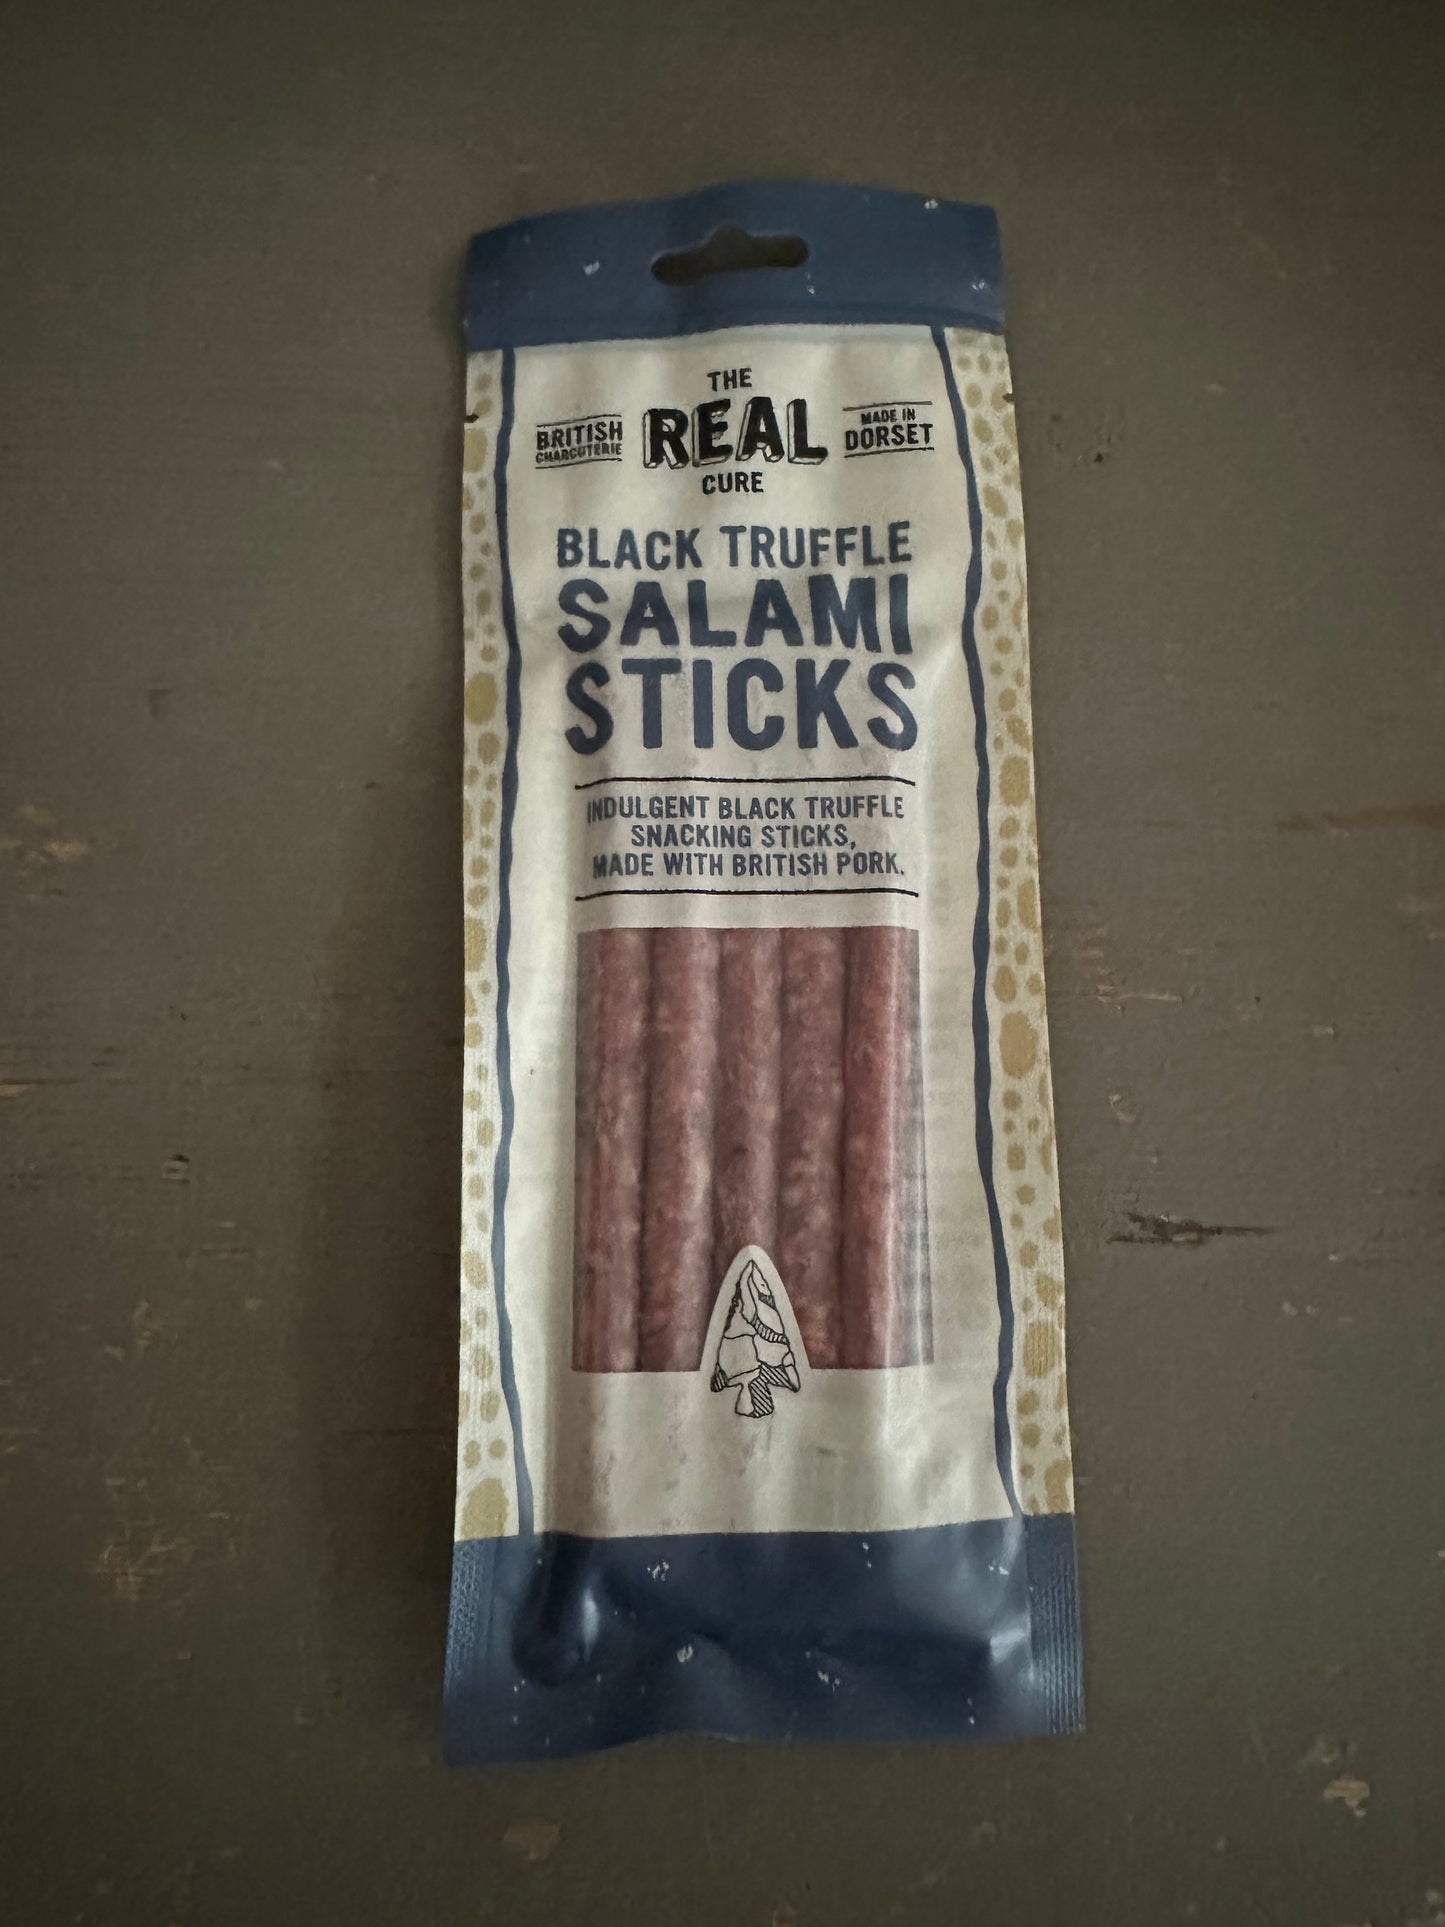 THE
REAL
CURE
BRITISH
CHARCUTERIE
MADE IN
DORSET
BLACK TRUFFLE
SALAMI
STICKS
INDULGENT BLACK TRUFFLE
SNACKING STICKS,
MADE WITH BRITISH PORK.